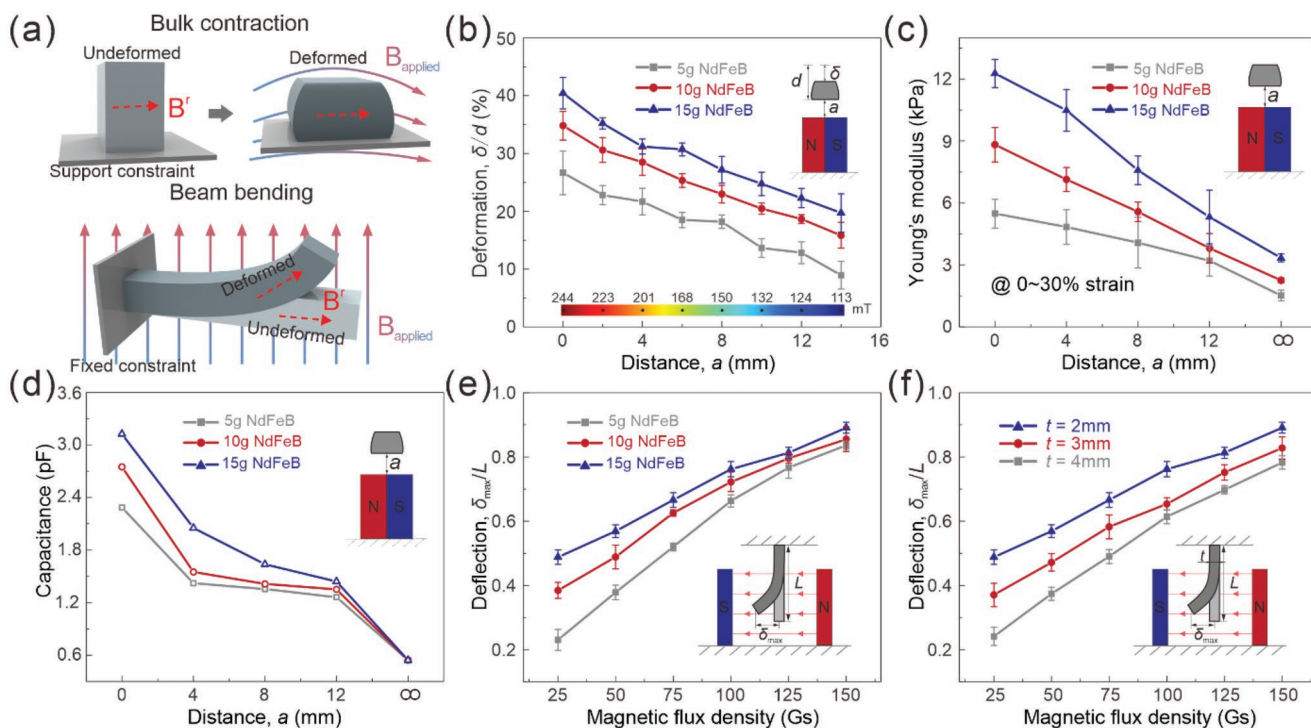 (a)
Bulk contraction
Undeformed
Deformed
B applied
B^r
Support constraint
Beam bending
Deformed
B^r
Undeformed
B applied
Fixed constraint
(b)
Deformation, δ/d (%)
50
40
30
20
10
0
5g NdFeB
10g NdFeB
15g NdFeB
d
δ
a
N S
244 223 201 168 150 132 124 113
mT
0 2 4 6 8 10 12 14 16
Distance, a (mm)
(c)
Young's modulus (kPa)
12
9
6
3
0
5g NdFeB
10g NdFeB
15g NdFeB
a
N S
@ 0~30% strain
0 4 8 12 ∞
Distance, a (mm)
(d)
Capacitance (pF)
3.6
3.0
2.4
1.8
1.2
0.6
5g NdFeB
10g NdFeB
15g NdFeB
a
N S
0 4 8 12 ∞
Distance, a (mm)
(e)
Deflection, δmax/L
1.0
0.8
0.6
0.4
0.2
5g NdFeB
10g NdFeB
15g NdFeB
L
S N
δmax
25 50 75 100 125 150
Magnetic flux density (Gs)
(f)
Deflection, δmax/L
1.0
0.8
0.6
0.4
0.2
t = 2mm
t = 3mm
t = 4mm
t
L
S N
δmax
25 50 75 100 125 150
Magnetic flux density (Gs)